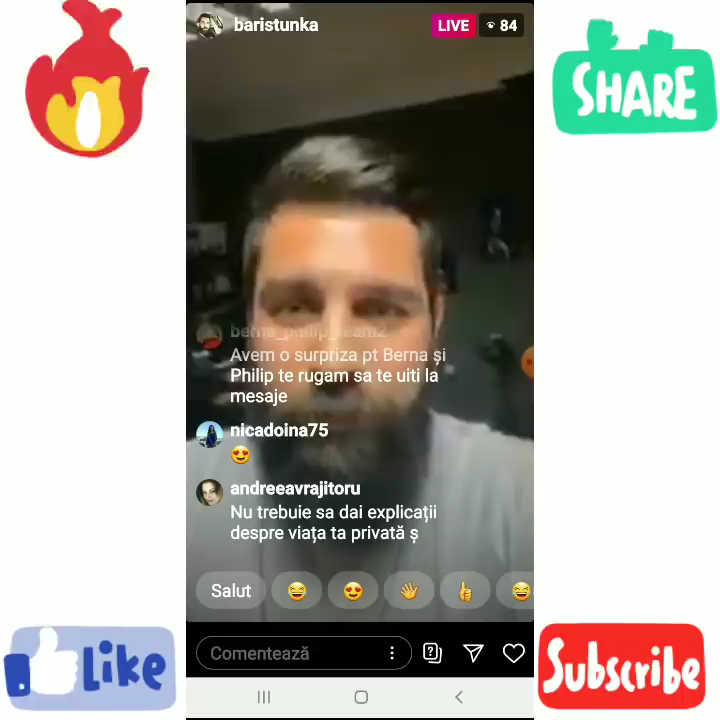 baristunka
LIVE
84
SHARE
berna_philip_team2
Avem o surpriza pt Berna și
Philip te rugam sa te uiti la
mesaje
nicadoina75
😍
andreeavrajitoru
Nu trebuie sa dai explicații
despre viața ta privată ș
Salut
Comentează
Like
Subscribe